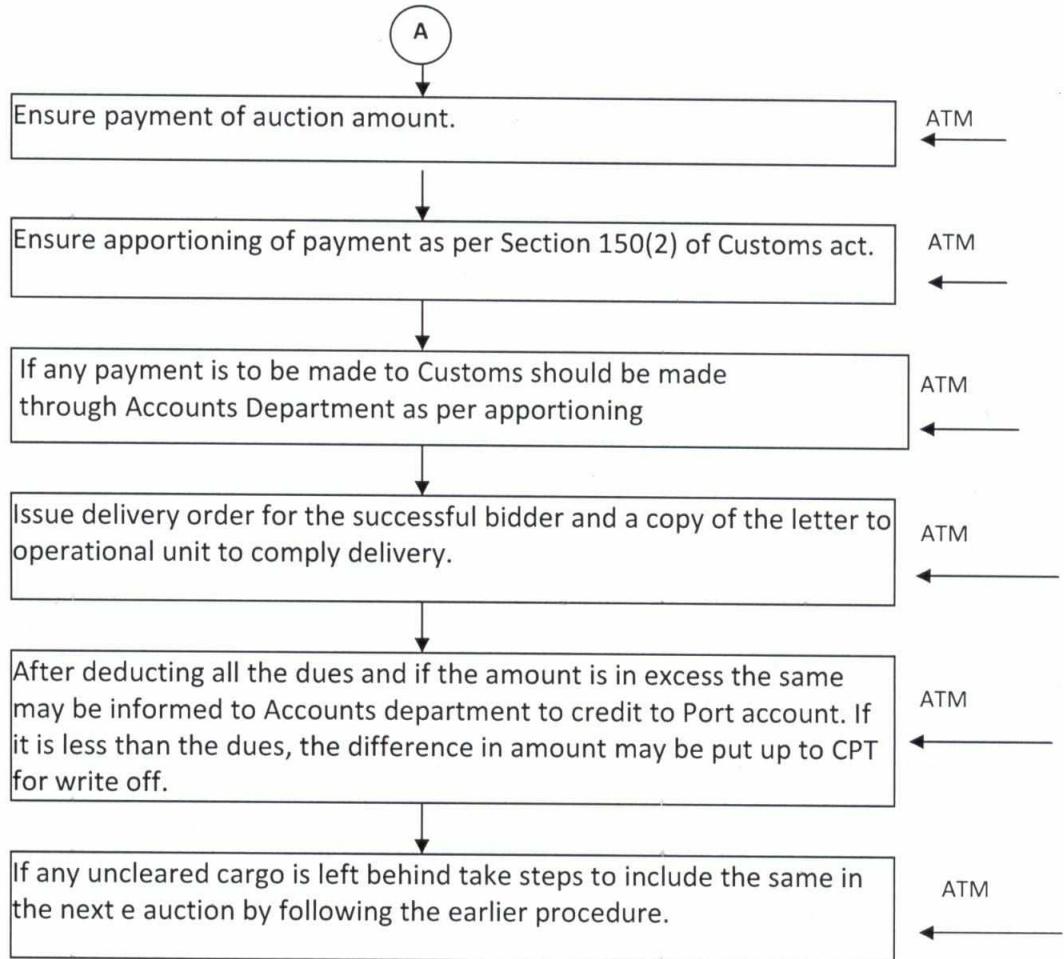 A
Ensure payment of auction amount.
ATM
Ensure apportioning of payment as per Section 150(2) of Customs act.
ATM
If any payment is to be made to Customs should be made
through Accounts Department as per apportioning
ATM
Issue delivery order for the successful bidder and a copy of the letter to
operational unit to comply delivery.
ATM
After deducting all the dues and if the amount is in excess the same
may be informed to Accounts department to credit to Port account. If
it is less than the dues, the difference in amount may be put up to CPT
for write off.
ATM
If any uncleared cargo is left behind take steps to include the same in
the next e auction by following the earlier procedure.
ATM